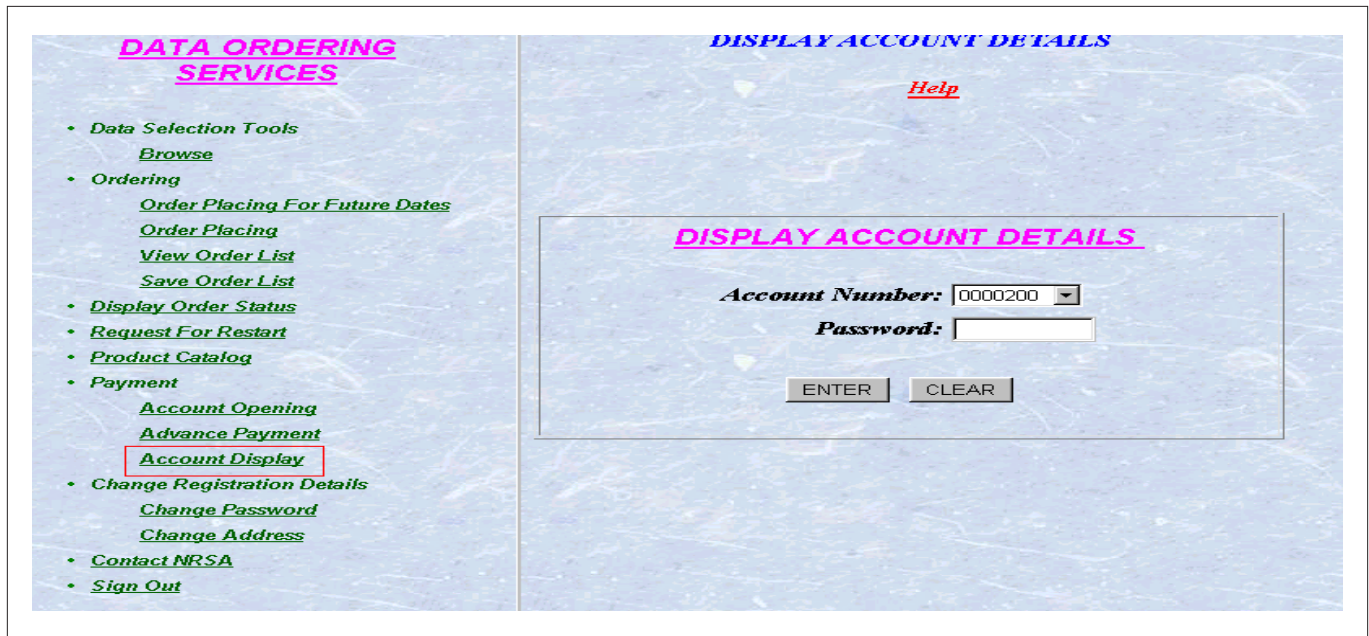 DATA ORDERING
SERVICES
• Data Selection Tools
Browse
• Ordering
Order Placing For Future Dates
Order Placing
View Order List
Save Order List
• Display Order Status
• Request For Restart
• Product Catalog
• Payment
Account Opening
Advance Payment
Account Display
• Change Registration Details
Change Password
Change Address
• Contact NRSA
• Sign Out
DISPLAY ACCOUNT DETAILS
Help
DISPLAY ACCOUNT DETAILS
Account Number: 0000200
Password:
ENTER CLEAR